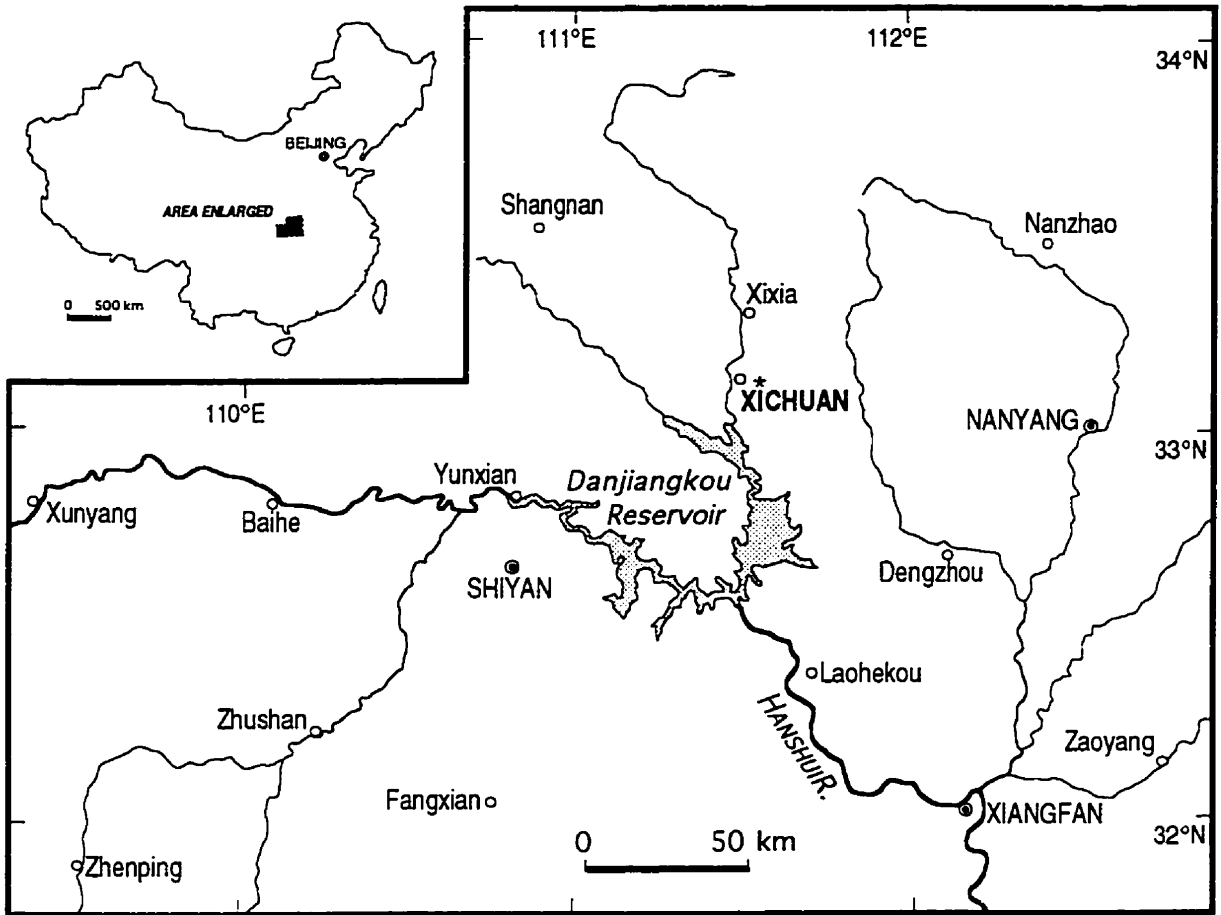 111°E
112°E
34°N
BEIJING
AREA ENLARGED
0 500 km
Shangnan
Nanzhao
Xixia
*
XICHUAN
110°E
NANYANG
33°N
Yunxian
Danjiangkou
Reservoir
Xunyang
Baihe
SHIYAN
Dengzhou
Laohekou
HANSHUI R.
Zhushan
Zaoyang
Fangxian
XIANGFAN
0 50 km
32°N
Zhenping